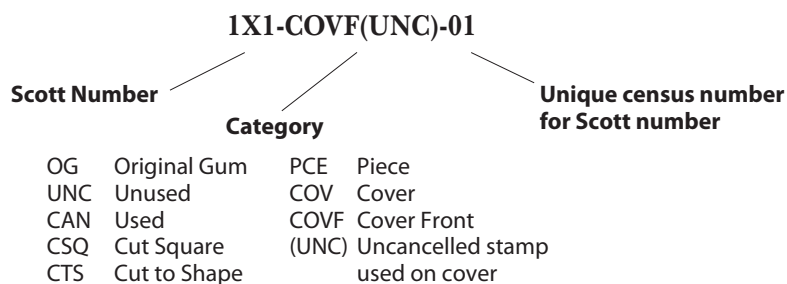 1X1-COVF(UNC)-01
Scott Number
Category
Unique census number
for Scott number
OG Original Gum
UNC Unused
CAN Used
CSQ Cut Square
CTS Cut to Shape
PCE Piece
COV Cover
COVF Cover Front
(UNC) Uncancelled stamp
used on cover